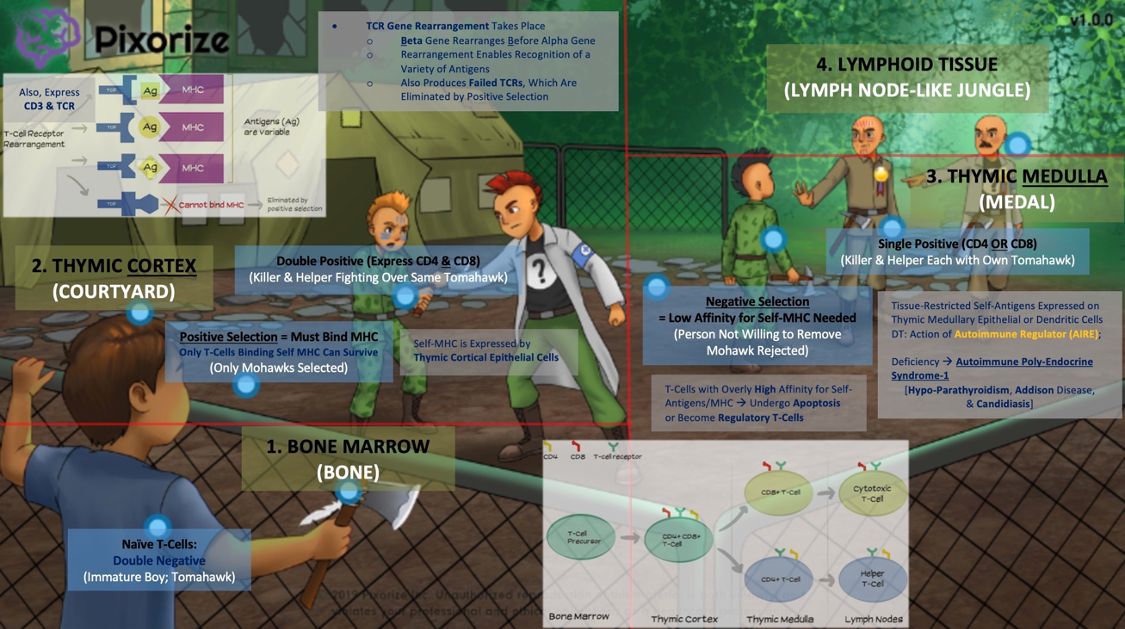 Pixorize
v1.0.0
• TCR Gene Rearrangement Takes Place
o Beta Gene Rearranges Before Alpha Gene
o Rearrangement Enables Recognition of a
Variety of Antigens
o Also Produces Failed TCRs, Which Are
Eliminated by Positive Selection
4. LYMPHOID TISSUE
(LYMPH NODE-LIKE JUNGLE)
Also, Express
CD3 & TCR
T-Cell Receptor
Rearrangement
TCR Ag MHC
TCR Ag MHC
TCR Ag MHC
TCR Cannot bind MHC
Antigens (Ag)
are variable
Eliminated by
positive selection
3. THYMIC MEDULLA
(MEDAL)
Single Positive (CD4 OR CD8)
(Killer & Helper Each with Own Tomahawk)
2. THYMIC CORTEX
(COURTYARD)
Double Positive (Express CD4 & CD8)
(Killer & Helper Fighting Over Same Tomahawk)
?
Positive Selection = Must Bind MHC
Only T-Cells Binding Self MHC Can Survive
(Only Mohawks Selected)
Self-MHC is Expressed by
Thymic Cortical Epithelial Cells
Negative Selection
= Low Affinity for Self-MHC Needed
(Person Not Willing to Remove
Mohawk Rejected)
T-Cells with Overly High Affinity for Self-
Antigens/MHC → Undergo Apoptosis
or Become Regulatory T-Cells
Tissue-Restricted Self-Antigens Expressed on
Thymic Medullary Epithelial or Dendritic Cells
DT: Action of Autoimmune Regulator (AIRE);
Deficiency → Autoimmune Poly-Endocrine
Syndrome-1
[Hypo-Parathyroidism, Addison Disease,
& Candidiasis]
1. BONE MARROW
(BONE)
Naïve T-Cells:
Double Negative
(Immature Boy; Tomahawk)
CD4 CD8 T-cell receptor
T-Cell
Precursor
CD4+ CD8+
T-Cell
CD8+ T-Cell
Cytotoxic
T-Cell
CD4+ T-Cell
Helper
T-Cell
Bone Marrow
Thymic Cortex
Thymic Medulla
Lymph Nodes
2019 Pixorize Inc. Unauthorized reproduction
violates your professional and